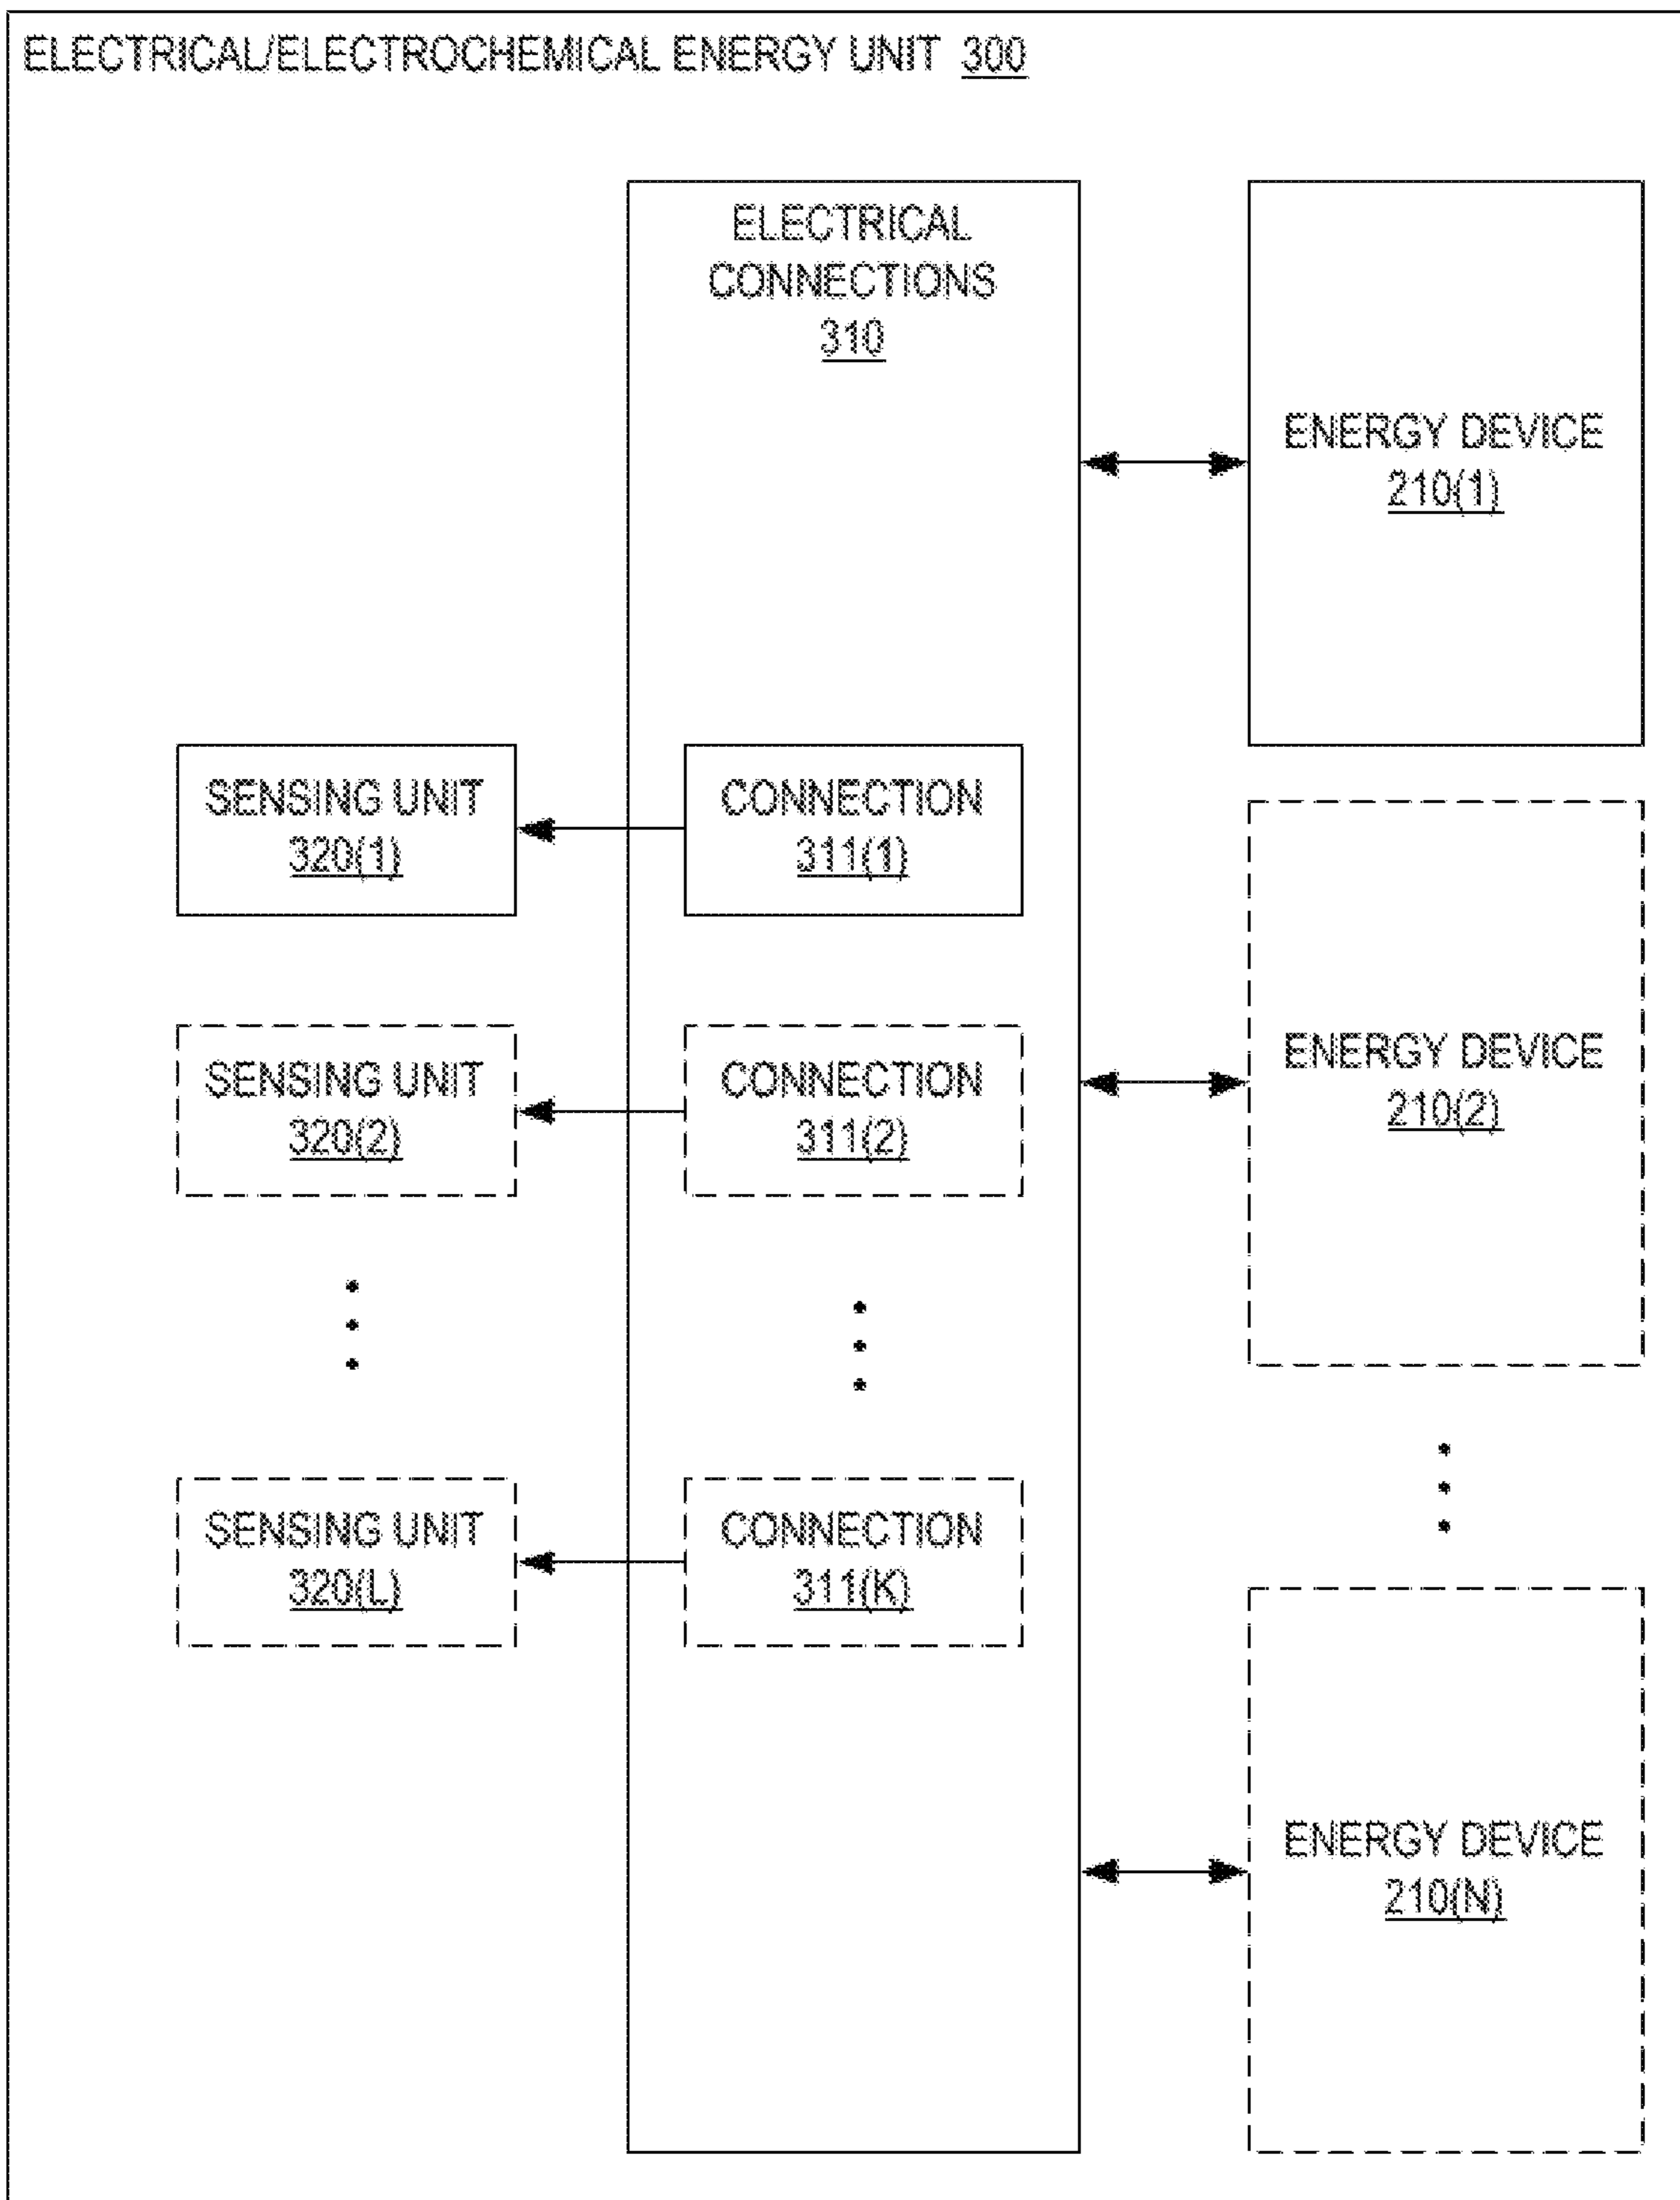 ELECTRICAL/ELECTROCHEMICAL ENERGY UNIT 300
ELECTRICAL
CONNECTIONS
310
ENERGY DEVICE
210(1)
SENSING UNIT
320(1)
CONNECTION
311(1)
SENSING UNIT
320(2)
CONNECTION
311(2)
ENERGY DEVICE
210(2)
SENSING UNIT
320(L)
CONNECTION
311(K)
ENERGY DEVICE
210(N)